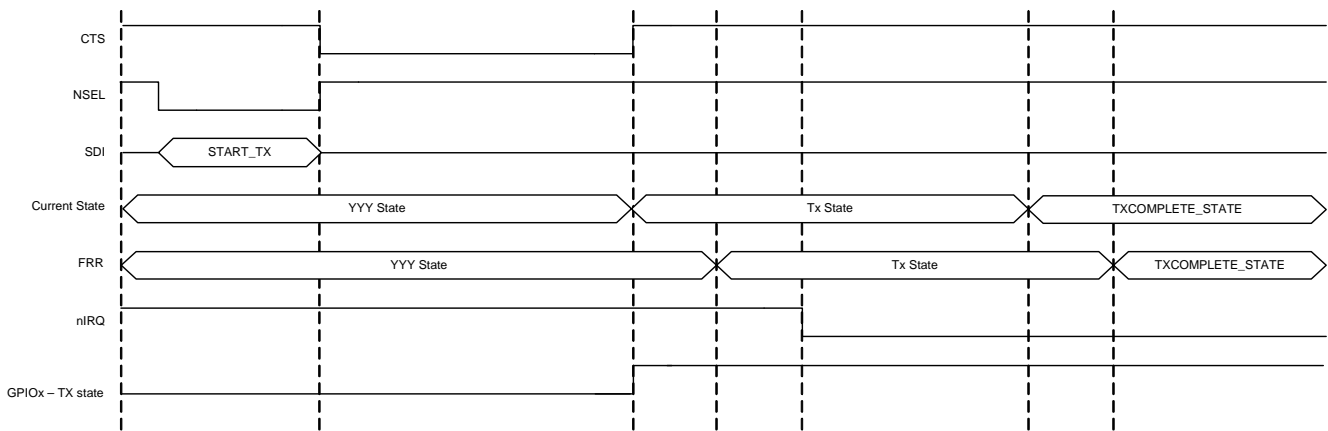 CTS
NSEL
SDI
START_TX
Current State
YYY State
Tx State
TXCOMPLETE_STATE
FRR
YYY State
Tx State
TXCOMPLETE_STATE
nIRQ
GPIOx – TX state